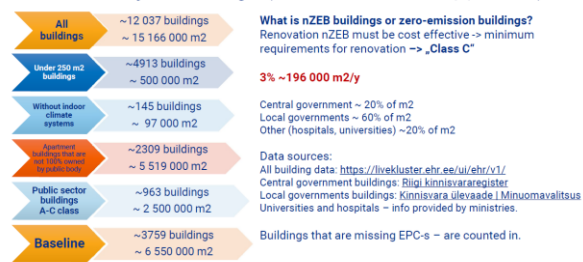 All
buildings
~12 037 buildings
~ 15 166 000 m2
Under 250 m2
buildings
~4913 buildings
~ 500 000 m2
Without indoor
climate
systems
~145 buildings
~ 97 000 m2
Apartment
buildings that are
not 100% owned
by public body
~2309 buildings
~ 5 519 000 m2
Public sector
buildings
A-C class
~963 buildings
~ 2 500 000 m2
Baseline
~3759 buildings
~ 6 550 000 m2
What is nZEB buildings or zero-emission buildings?
Renovation nZEB must be cost effective -> minimum
requirements for renovation –> „Class C"
3% ~196 000 m2/y
Central government ~ 20% of m2
Local governments ~ 60% of m2
Other (hospitals, universities) ~20% of m2
Data sources:
All building data: https://livekluster.ehr.ee/ui/ehr/v1/
Central government buildings: Riigi kinnisvararegister
Local governments buildings: Kinnisvara ülevaade | Minuomavalitsus
Universities and hospitals – info provided by ministries.
Buildings that are missing EPC-s – are counted in.